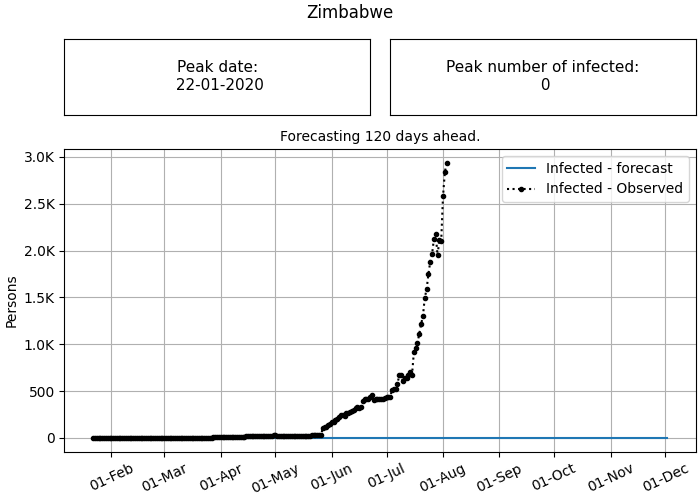 Zimbabwe
Peak date:
22-01-2020
Peak number of infected:
0
Forecasting 120 days ahead.
3.0K
2.5K
2.0K
1.5K
1.0K
500
0
Persons
Infected - forecast
Infected - Observed
01-Feb
01-Mar
01-Apr
01-May
01-Jun
01-Jul
01-Aug
01-Sep
01-Oct
01-Nov
01-Dec